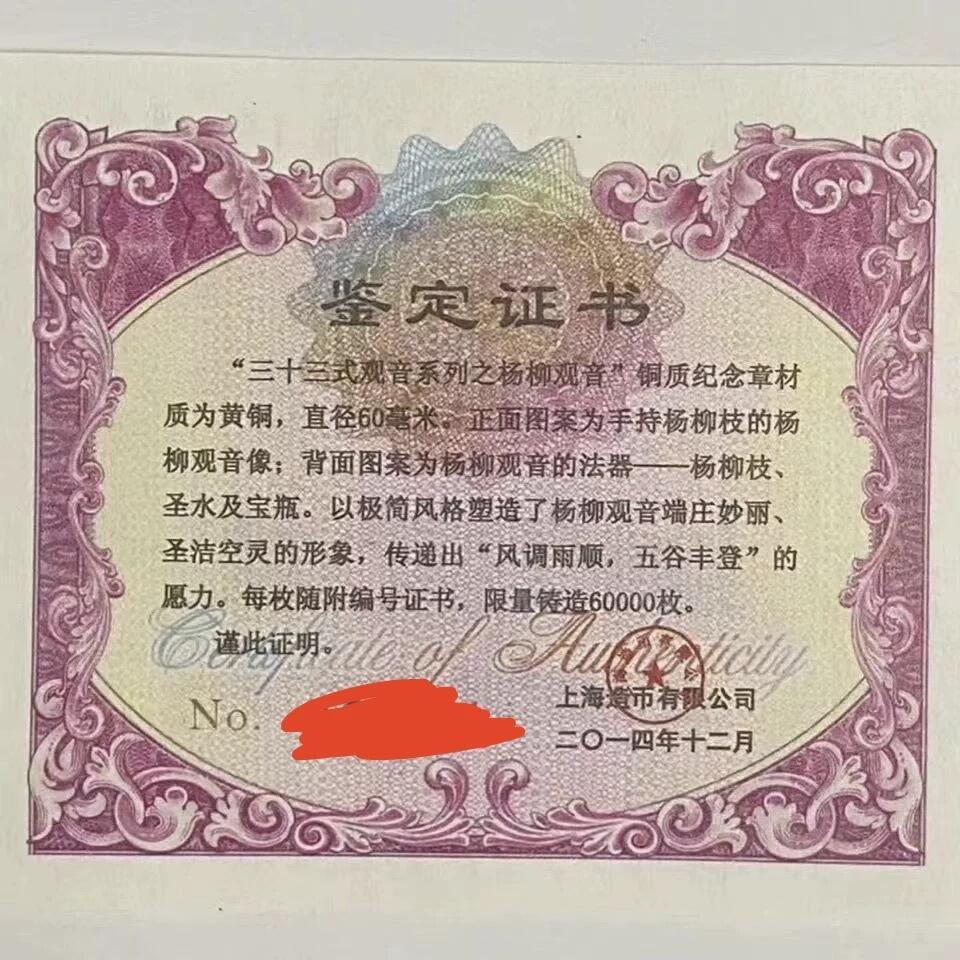 鉴定证书
“三十三式观音系列之杨柳观音”铜质纪念章材
质为黄铜，直径60毫米。正面图案为手持杨柳枝的杨
柳观音像；背面图案为杨柳观音的法器——杨柳枝、
圣水及宝瓶。以极简风格塑造了杨柳观音端庄妙丽、
圣洁空灵的形象，传递出“风调雨顺，五谷丰登”的
愿力。每枚随附编号证书，限量铸造60000枚。
谨此证明。
Certificate of Authenticity
No.
上海造币有限公司
二〇一四年十二月